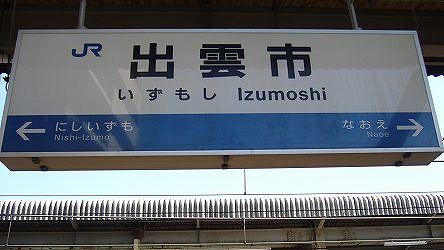 JR 出雲市
いずもし Izumoshi
← にしいずも なおえ →
Nishi-Izumo Naoe